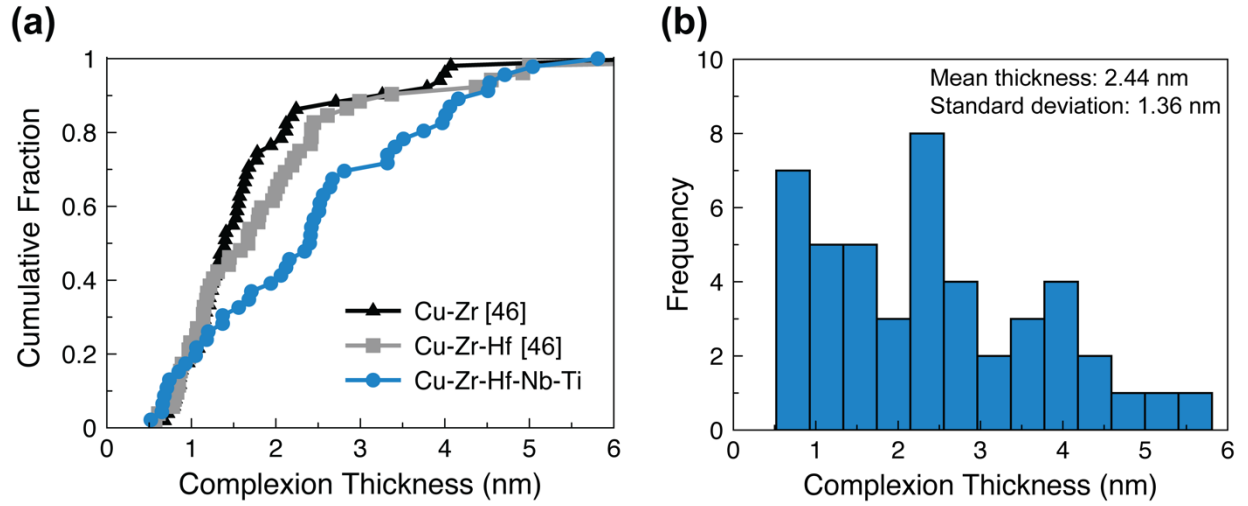 (a)
Cumulative Fraction
1
0.8
0.6
0.4
0.2
0
Cu-Zr [46]
Cu-Zr-Hf [46]
Cu-Zr-Hf-Nb-Ti
0 1 2 3 4 5 6
Complexion Thickness (nm)
(b)
Mean thickness: 2.44 nm
Standard deviation: 1.36 nm
Frequency
10
8
6
4
2
0
0 1 2 3 4 5 6
Complexion Thickness (nm)